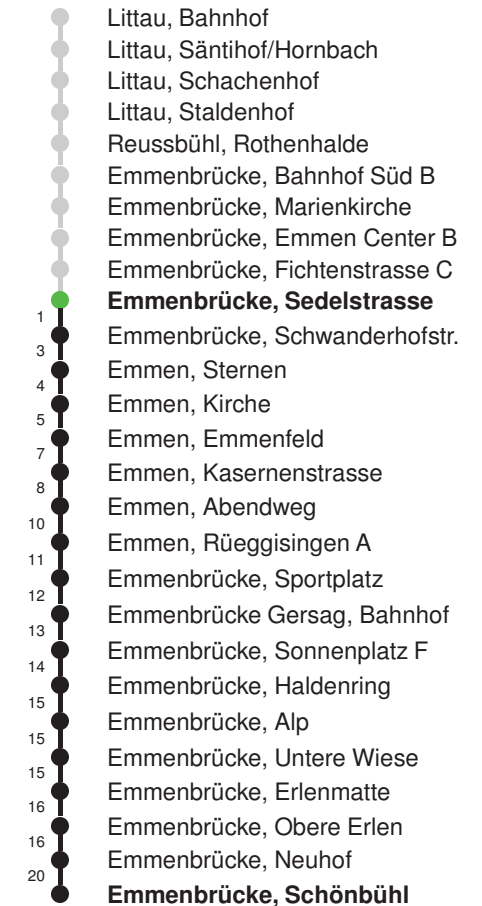 Littau, Bahnhof
Littau, Säntihof/Hornbach
Littau, Schachenhof
Littau, Staldenhof
Reussbühl, Rothenhalde
Emmenbrücke, Bahnhof Süd B
Emmenbrücke, Marienkirche
Emmenbrücke, Emmen Center B
Emmenbrücke, Fichtenstrasse C
Emmenbrücke, Sedelstrasse
1
Emmenbrücke, Schwanderhofstr.
3
Emmen, Sternen
4
Emmen, Kirche
5
Emmen, Emmenfeld
7
Emmen, Kasernenstrasse
8
Emmen, Abendweg
10
Emmen, Rüeggisingen A
11
Emmenbrücke, Sportplatz
12
Emmenbrücke Gersag, Bahnhof
13
Emmenbrücke, Sonnenplatz F
14
Emmenbrücke, Haldenring
15
Emmenbrücke, Alp
15
Emmenbrücke, Untere Wiese
15
Emmenbrücke, Erlenmatte
16
Emmenbrücke, Obere Erlen
16
Emmenbrücke, Neuhof
20
Emmenbrücke, Schönbühl